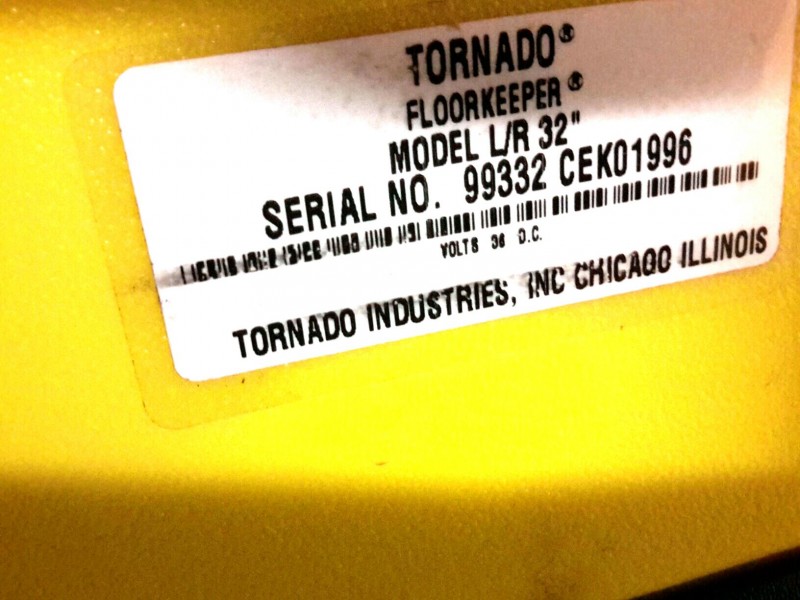 TORNADO®
FLOORKEEPER®
MODEL L/R 32"
SERIAL NO. 99332 CEK01996
VOLTS 36 D.C.
TORNADO INDUSTRIES, INC CHICAGO ILLINOIS